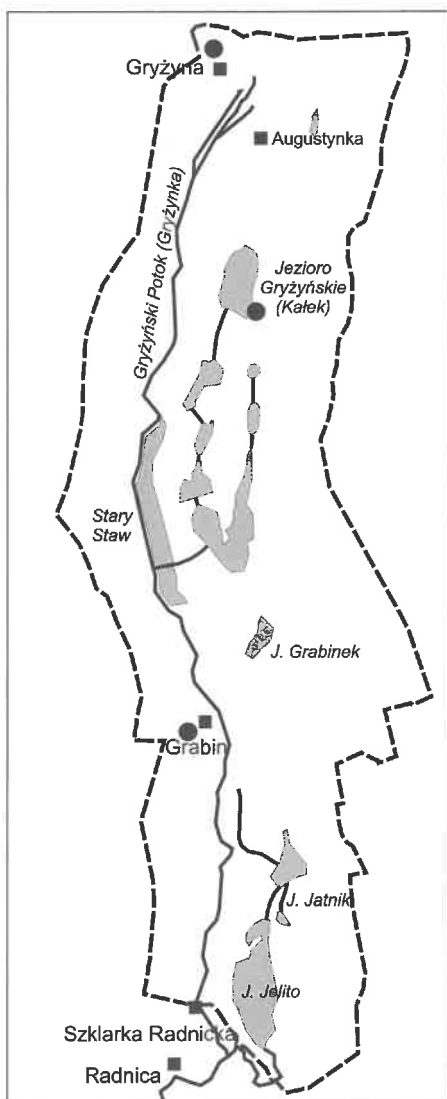 Gryżyna
Augustynka
Gryżyński Potok (Gryżynka)
Jezioro
Gryżyńskie
(Kałek)
Stary
Staw
J. Grabinek
Grabin
J. Jatnik
J. Jelito
Szklarka Radnicka
Radnica